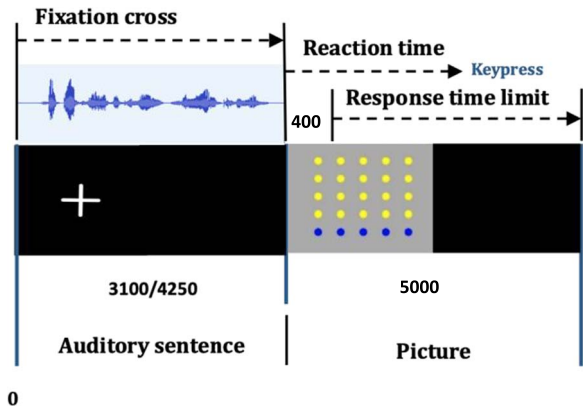 Fixation cross
Reaction time
Keypress
Response time limit
400
3100/4250
5000
Auditory sentence
Picture
0